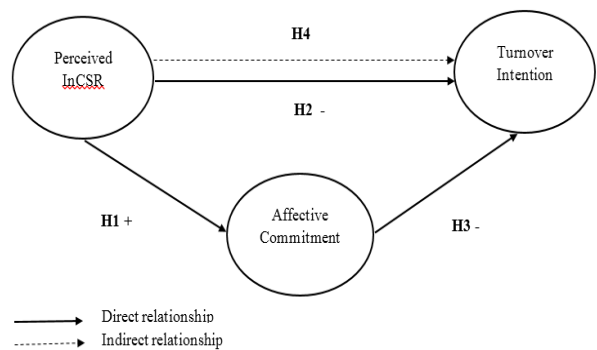 H4
Perceived
InCSR
Turnover
Intention
H2 -
Affective
Commitment
H1 +
H3 -
Direct relationship
Indirect relationship